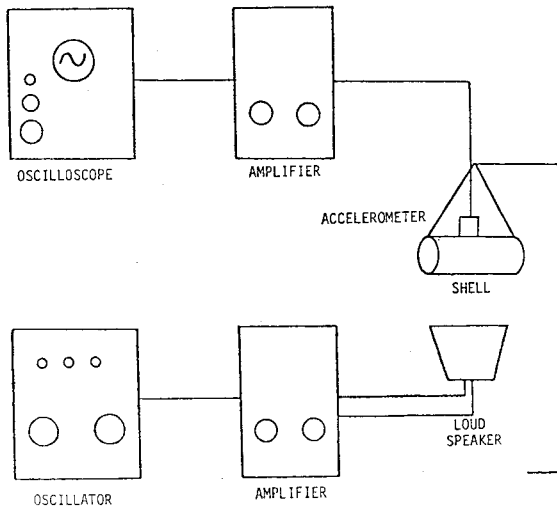 OSCILLOSCOPE
AMPLIFIER
ACCELEROMETER
SHELL
LOUD
SPEAKER
OSCILLATOR
AMPLIFIER